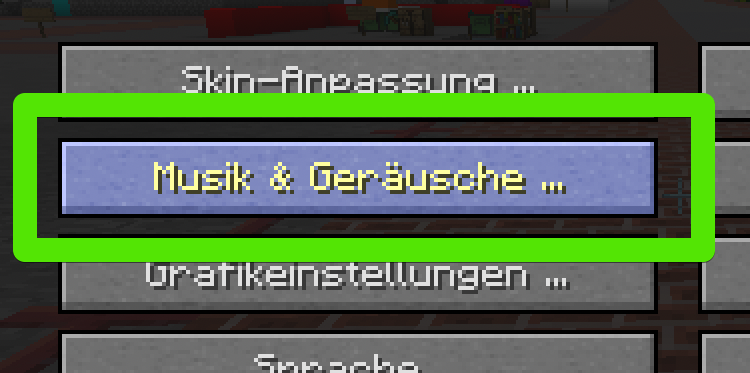 Skin-Anpassung ...
Musik & Geräusche ...
Grafikeinstellungen ...
Sprache